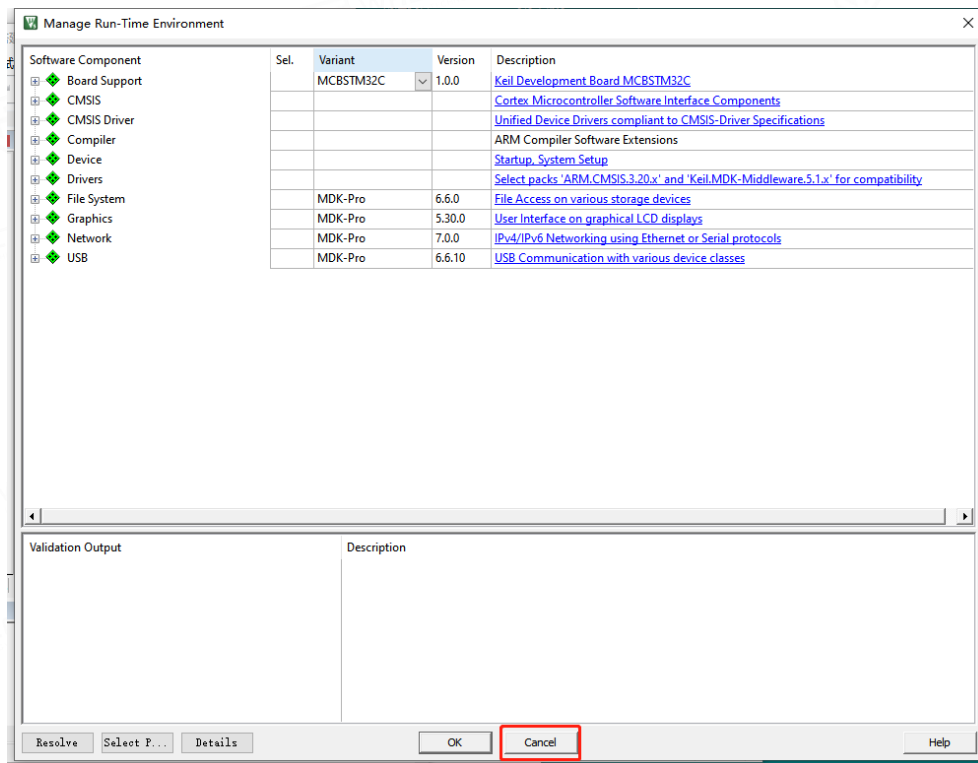 Manage Run-Time Environment
Software Component Sel. Variant Version Description
Board Support MCBSTM32C 1.0.0 Keil Development Board MCBSTM32C
CMSIS Cortex Microcontroller Software Interface Components
CMSIS Driver Unified Device Drivers compliant to CMSIS-Driver Specifications
Compiler ARM Compiler Software Extensions
Device Startup, System Setup
Drivers Select packs 'ARM.CMSIS.3.20.x' and 'Keil.MDK-Middleware.5.1.x' for compatibility
File System MDK-Pro 6.6.0 File Access on various storage devices
Graphics MDK-Pro 5.30.0 User Interface on graphical LCD displays
Network MDK-Pro 7.0.0 IPv4/IPv6 Networking using Ethernet or Serial protocols
USB MDK-Pro 6.6.10 USB Communication with various device classes
Validation Output Description
Resolve Select P... Details OK Cancel Help